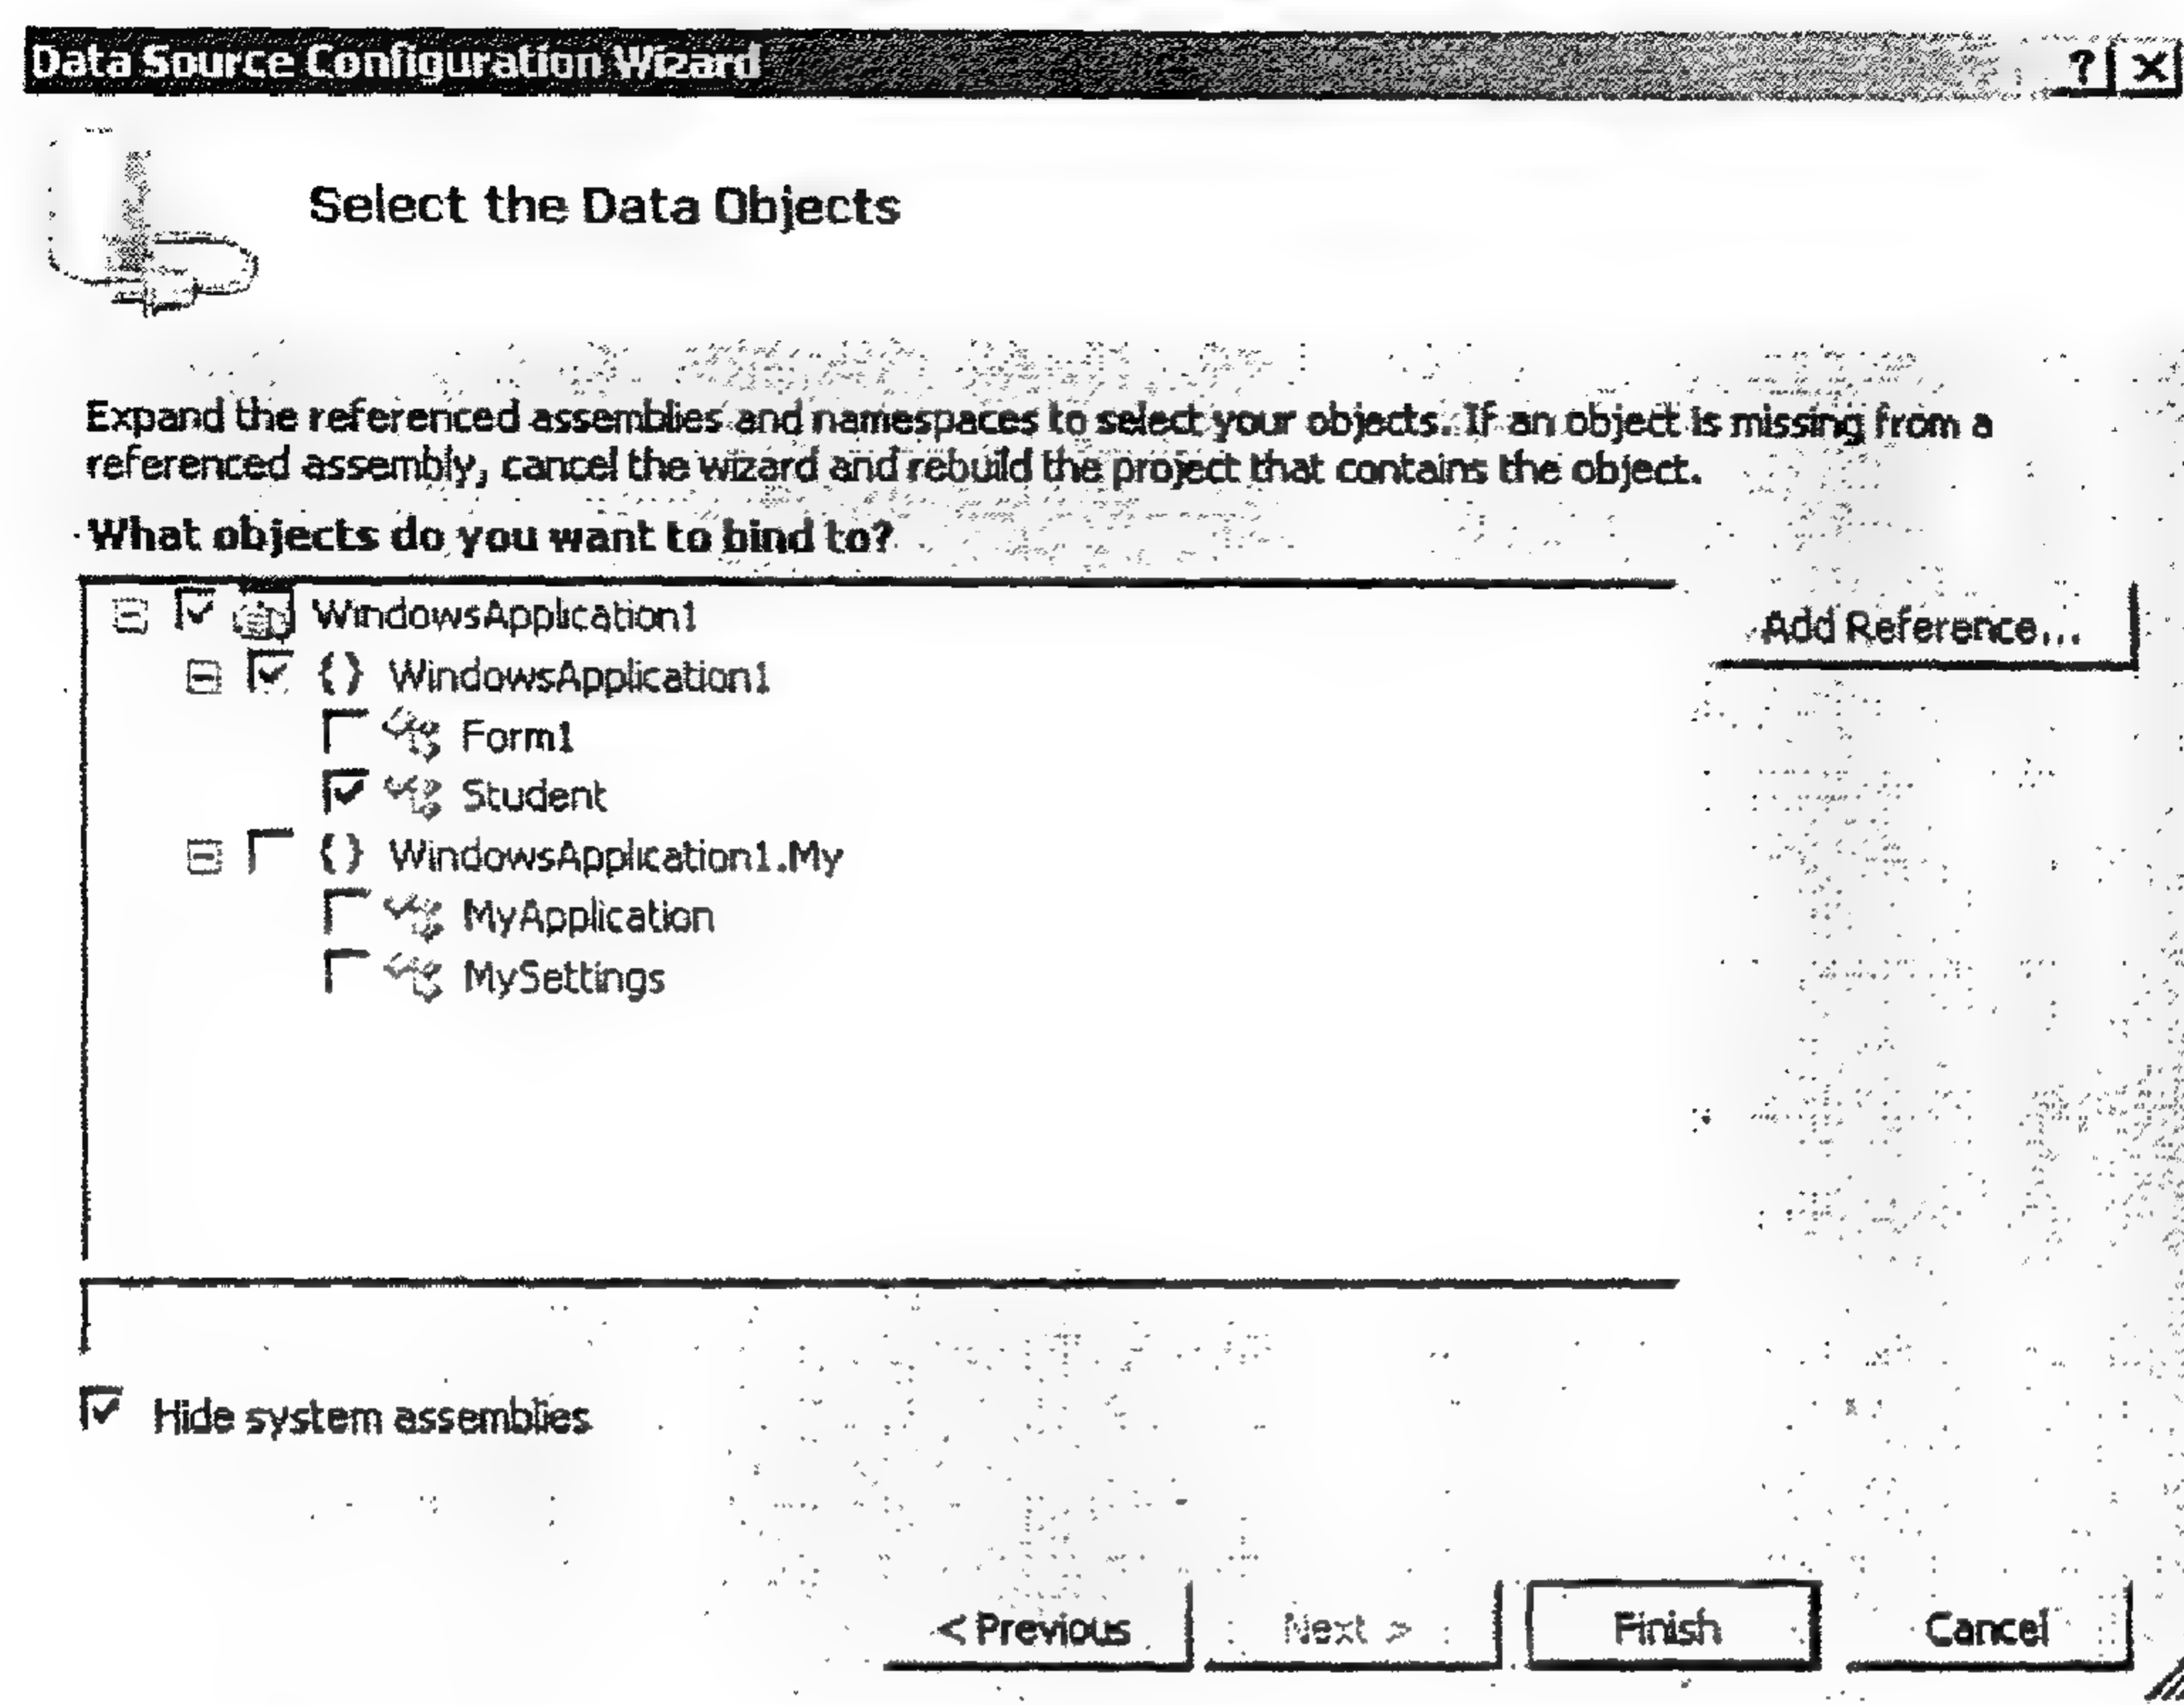 Data Source Configuration Wizard ? X
Select the Data Objects
Expand the referenced assemblies and namespaces to select your objects. If an object is missing from a
referenced assembly, cancel the wizard and rebuild the project that contains the object.
What objects do you want to bind to?
WindowsApplication1
Add Reference...
{} WindowsApplication1
Form1
Student
{} WindowsApplication1.My
MyApplication
MySettings
Hide system assemblies
< Previous
Next >
Finish
Cancel